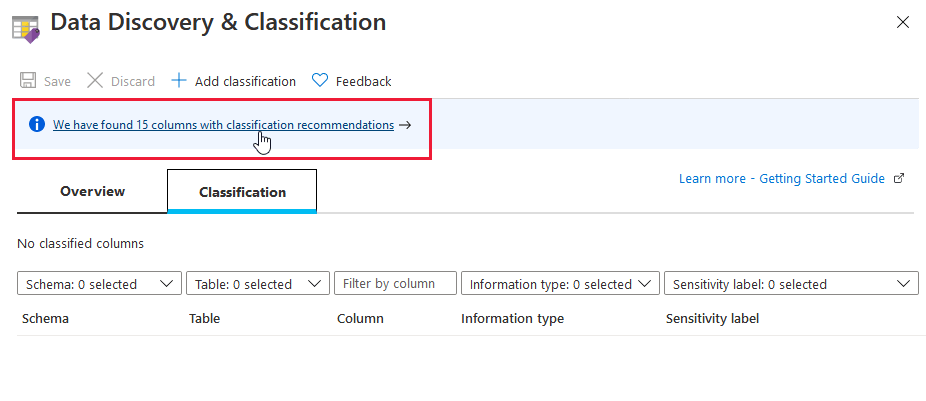 Data Discovery & Classification
Save Discard Add classification Feedback
We have found 15 columns with classification recommendations
Learn more - Getting Started Guide
Overview Classification
No classified columns
Schema: 0 selected Table: 0 selected Filter by column Information type: 0 selected Sensitivity label: 0 selected
Schema Table Column Information type Sensitivity label